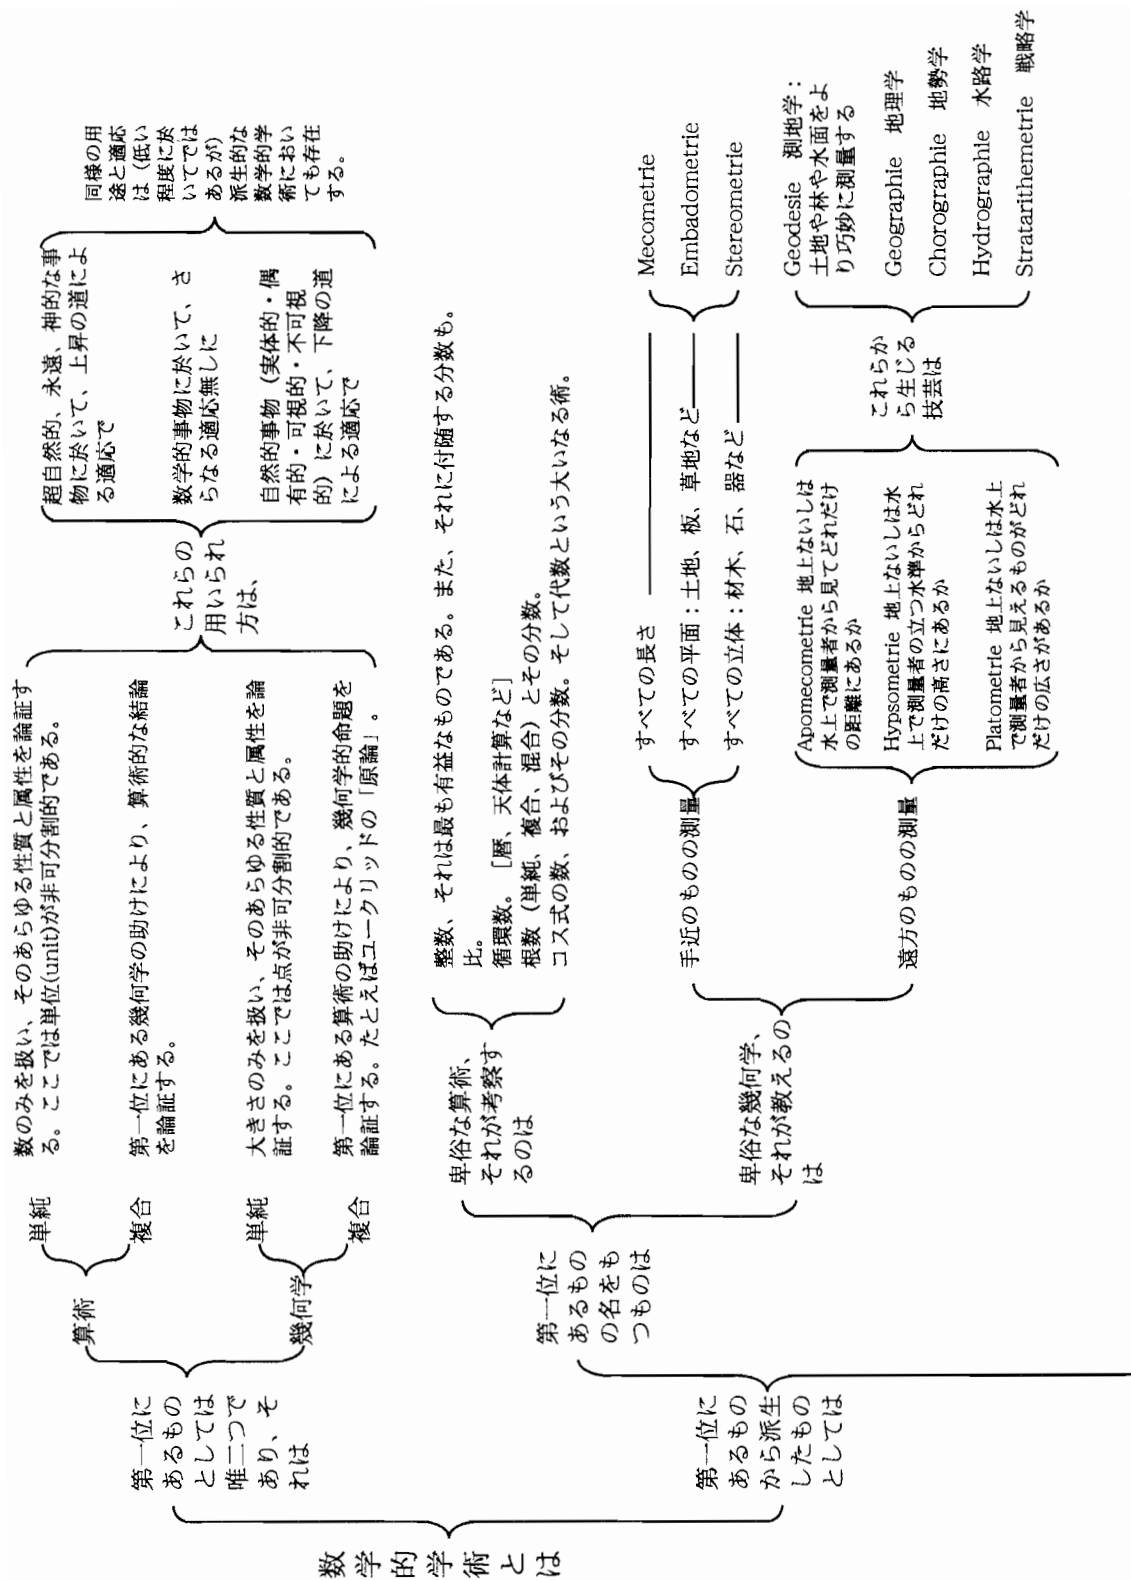 数学的学術とは
第一位に
あるもの
としては
唯二つで
あり、そ
れは
算術
単純
数のみを扱い、そのあらゆる性質と属性を論証す
る。ここでは単位(unit)が非可分割的である。
複合
第一位にある幾何学の助けにより、算術的な結論
を論証する。
幾何学
単純
大きさのみを扱い、そのあらゆる性質と属性を論
証する。ここでは点が非可分割的である。
複合
第一位にある算術の助けにより、幾何学的命題を
論証する。たとえばユークリッドの「原論」。
これらの
用いられ
方は、
超自然的、永遠、神的な事
物に於いて、上昇の道によ
る適応で
数学的事物に於いて、さ
らなる適応無しに
自然的事物（実体的・偶
有的・可視的・不可視
的）に於いて、下降の道
による適応で
同様の用
途と適応
は（低い
程度に於
いてでは
あるが）
派生的な
数学的学
術におい
ても存在
する。
第一位に
あるもの
から派生
したもの
としては
第一位に
あるもの
の名をも
つものは
卑俗な算術、
それが考察す
るのは
整数、それは最も有益なものである。また、それに付随する分数も。
比。
循環数。［暦、天体計算など］
根数（単純、複合、混合）とその分数。
コス式の数、およびその分数。そして代数という大いなる術。
卑俗な幾何学、
それが教えるの
は
手近のものの測量
すべての長さ
Mecometrie
すべての平面：土地、板、草地など
Embadometrie
すべての立体：材木、石、器など
Stereometrie
遠方のものの測量
Apomecometrie 地上ないしは
水上で測量者から見てどれだけ
の距離にあるか
Hypsometrie 地上ないしは水
上で測量者の立つ水準からどれ
だけの高さにあるか
Platometrie 地上ないしは水上
で測量者から見えるものがどれ
だけの広さがあるか
これらか
ら生じる
技芸は
Geodesie 測地学：
土地や林や水面をよ
り巧妙に測量する
Geographie 地理学
Chorographie 地勢学
Hydrographie 水路学
Stratarithemetrie 戦略学